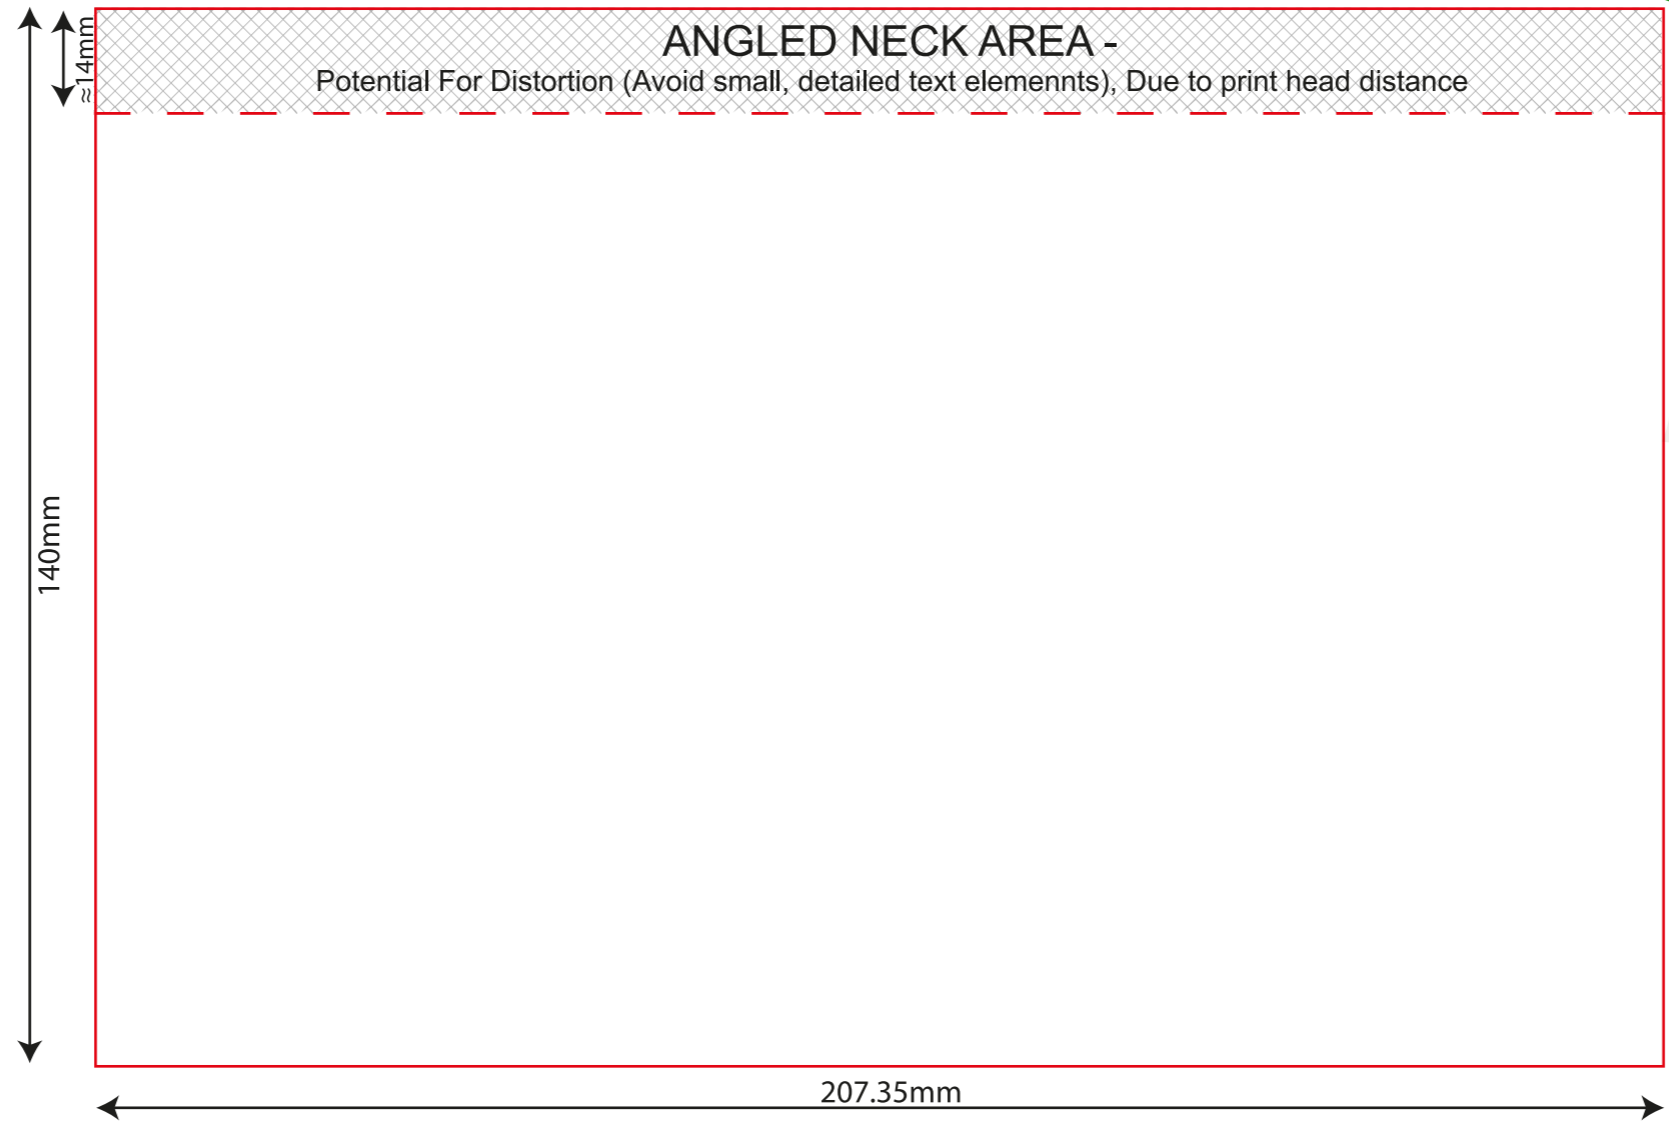 ANGLED NECK AREA -
Potential For Distortion (Avoid small, detailed text elemennts), Due to print head distance
≈14mm
140mm
207.35mm